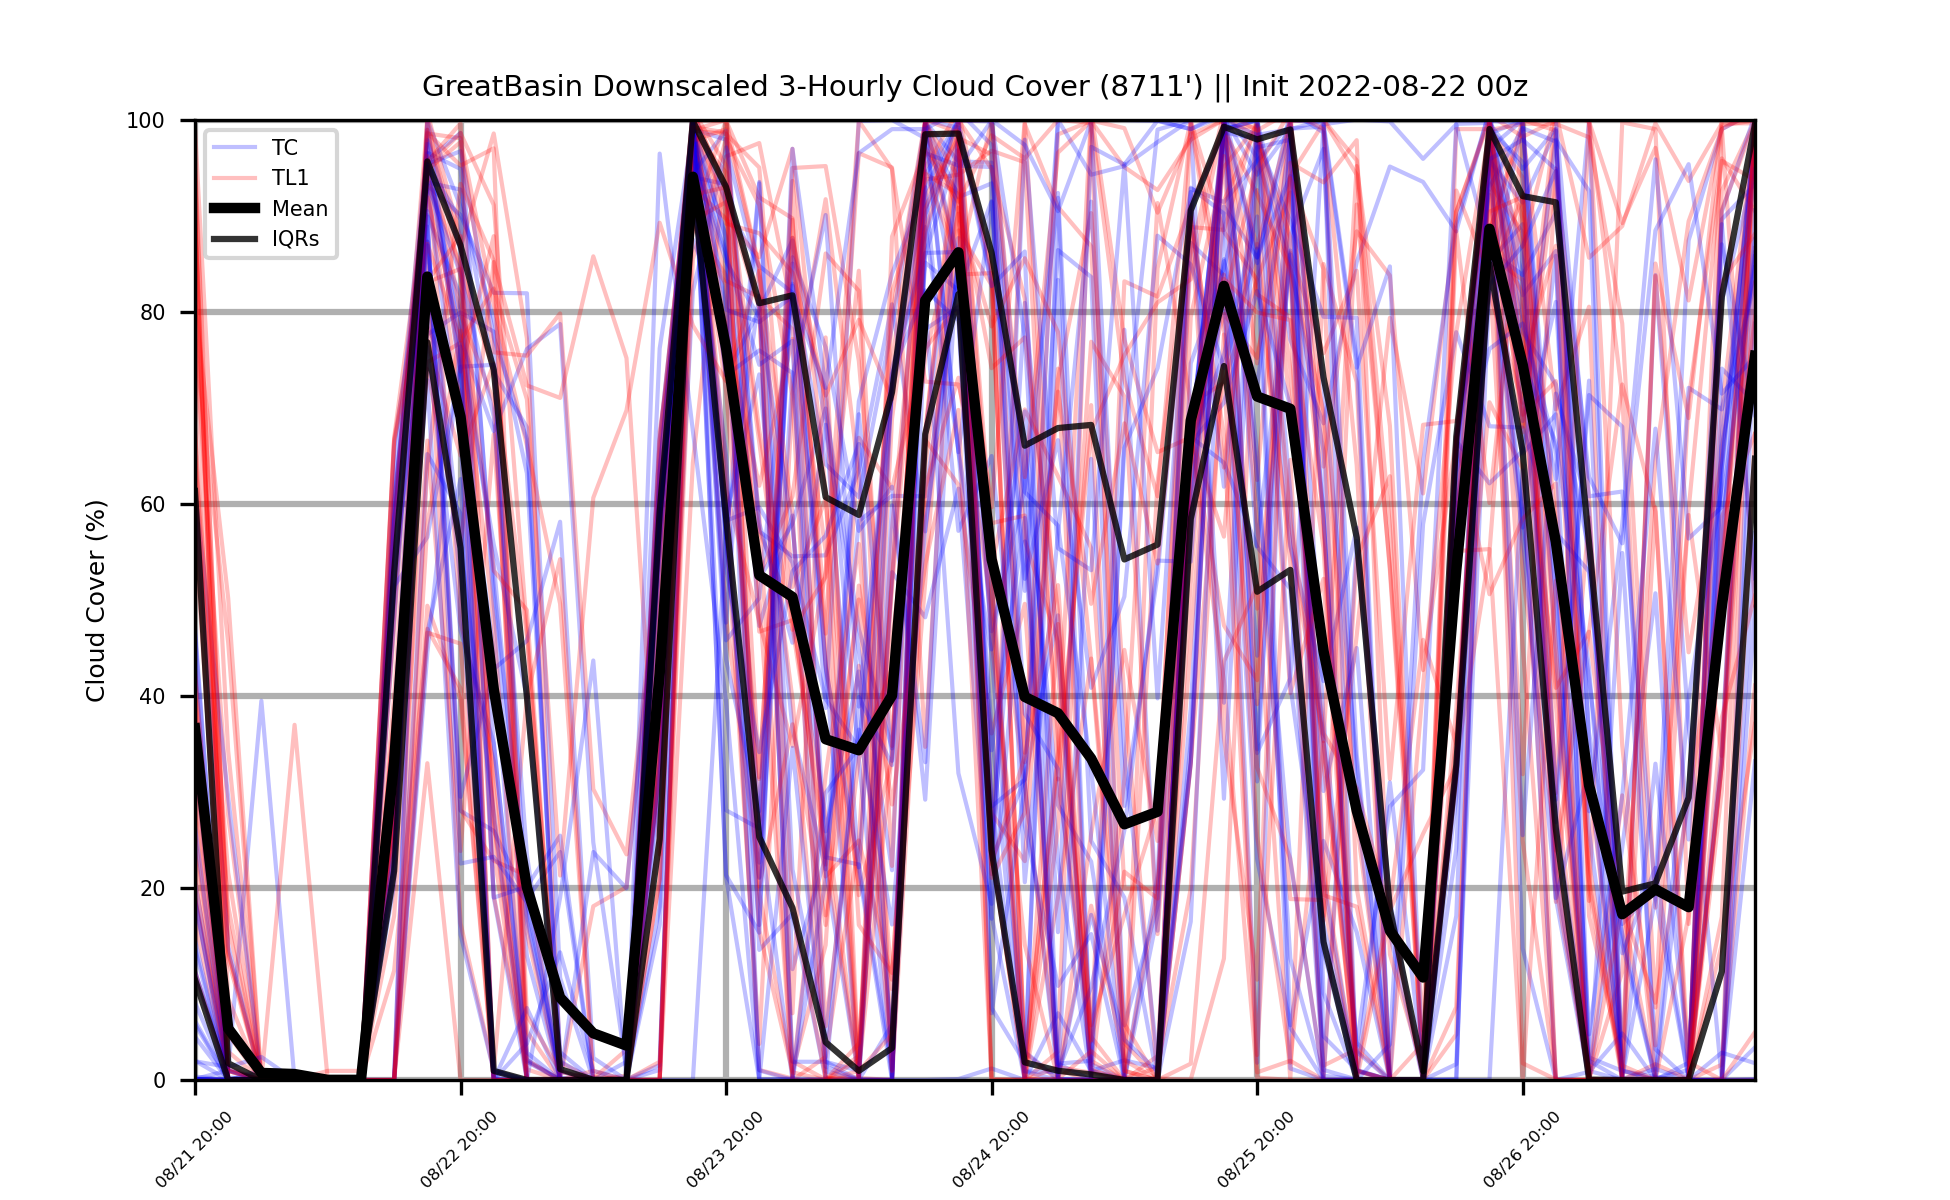 GreatBasin Downscaled 3-Hourly Cloud Cover (8711') || Init 2022-08-22 00z
TC
TL1
Mean
IQRs
Cloud Cover (%)
100
80
60
40
20
0
08/21 20:00
08/22 20:00
08/23 20:00
08/24 20:00
08/25 20:00
08/26 20:00